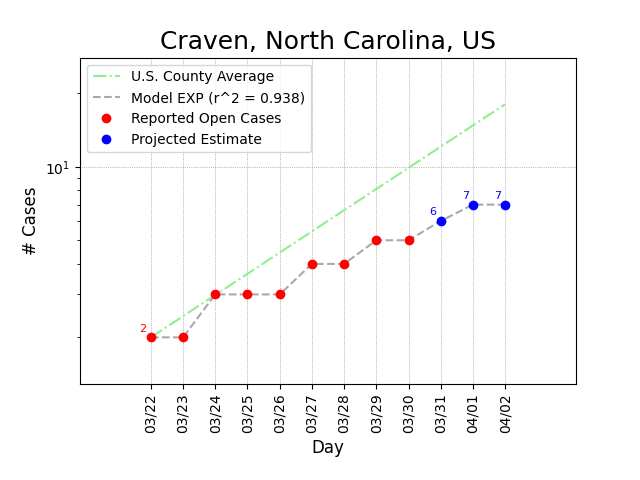 Craven, North Carolina, US
U.S. County Average
Model EXP (r^2 = 0.938)
Reported Open Cases
Projected Estimate
10^1
# Cases
2
6
7
7
03/22
03/23
03/24
03/25
03/26
03/27
03/28
03/29
03/30
03/31
04/01
04/02
Day